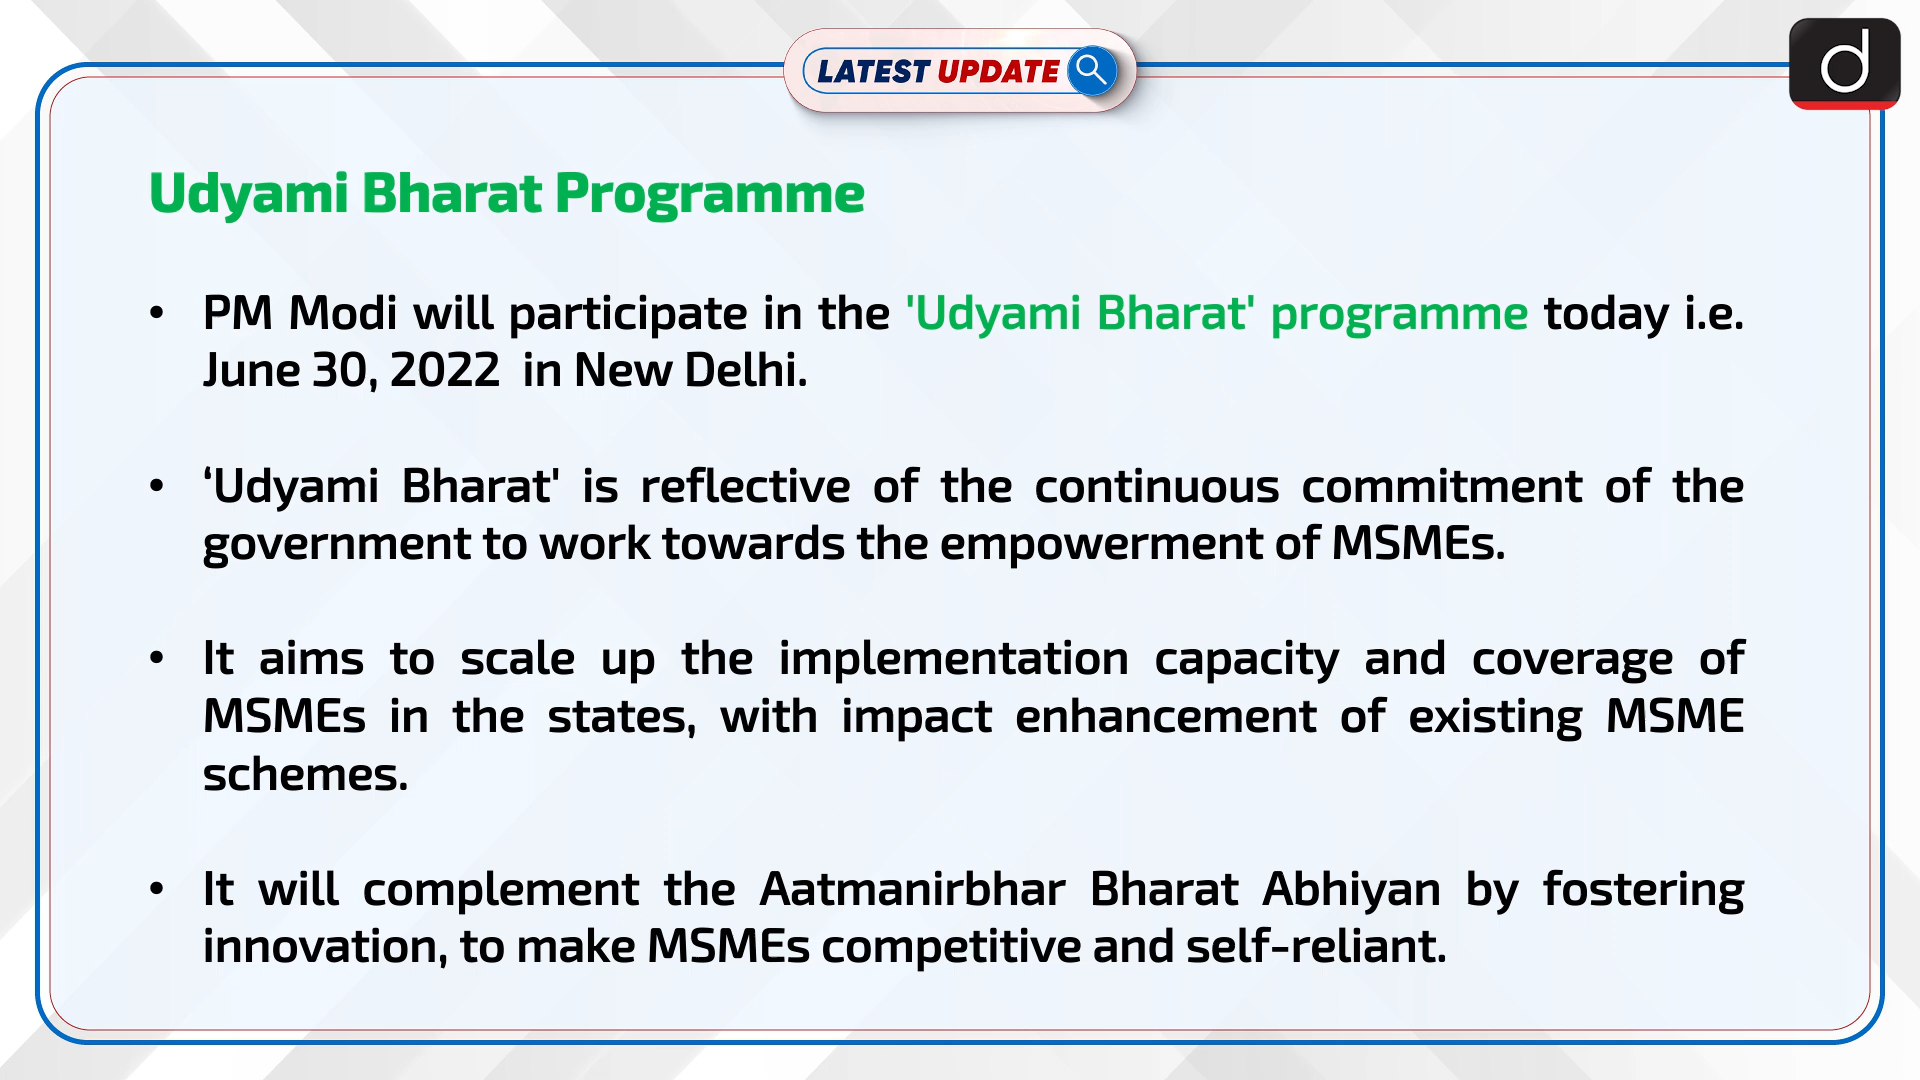 LATEST UPDATE
d
Udyami Bharat Programme
• PM Modi will participate in the 'Udyami Bharat' programme today i.e.
June 30, 2022  in New Delhi.
• ‘Udyami Bharat' is reflective of the continuous commitment of the
government to work towards the empowerment of MSMEs.
• It aims to scale up the implementation capacity and coverage of
MSMEs in the states, with impact enhancement of existing MSME
schemes.
• It will complement the Aatmanirbhar Bharat Abhiyan by fostering
innovation, to make MSMEs competitive and self-reliant.